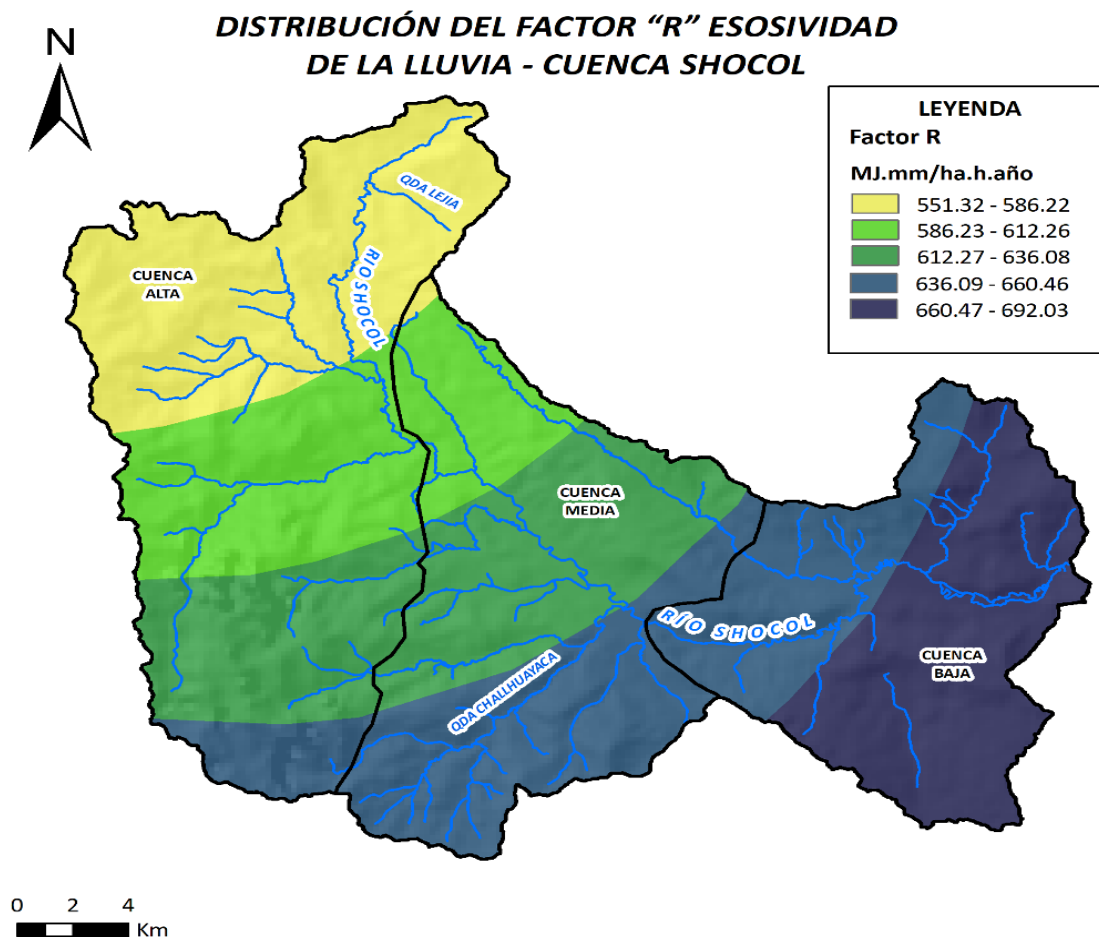 DISTRIBUCIÓN DEL FACTOR “R” ESOSIVIDAD
DE LA LLUVIA - CUENCA SHOCOL
N
LEYENDA
Factor R
MJ.mm/ha.h.año
551.32 - 586.22
586.23 - 612.26
612.27 - 636.08
636.09 - 660.46
660.47 - 692.03
QDA LEJIA
CUENCA
ALTA
RIO SHOCOL
CUENCA
MEDIA
RÍO SHOCOL
CUENCA
BAJA
QDA CHALLHUAYACA
0 2 4
Km